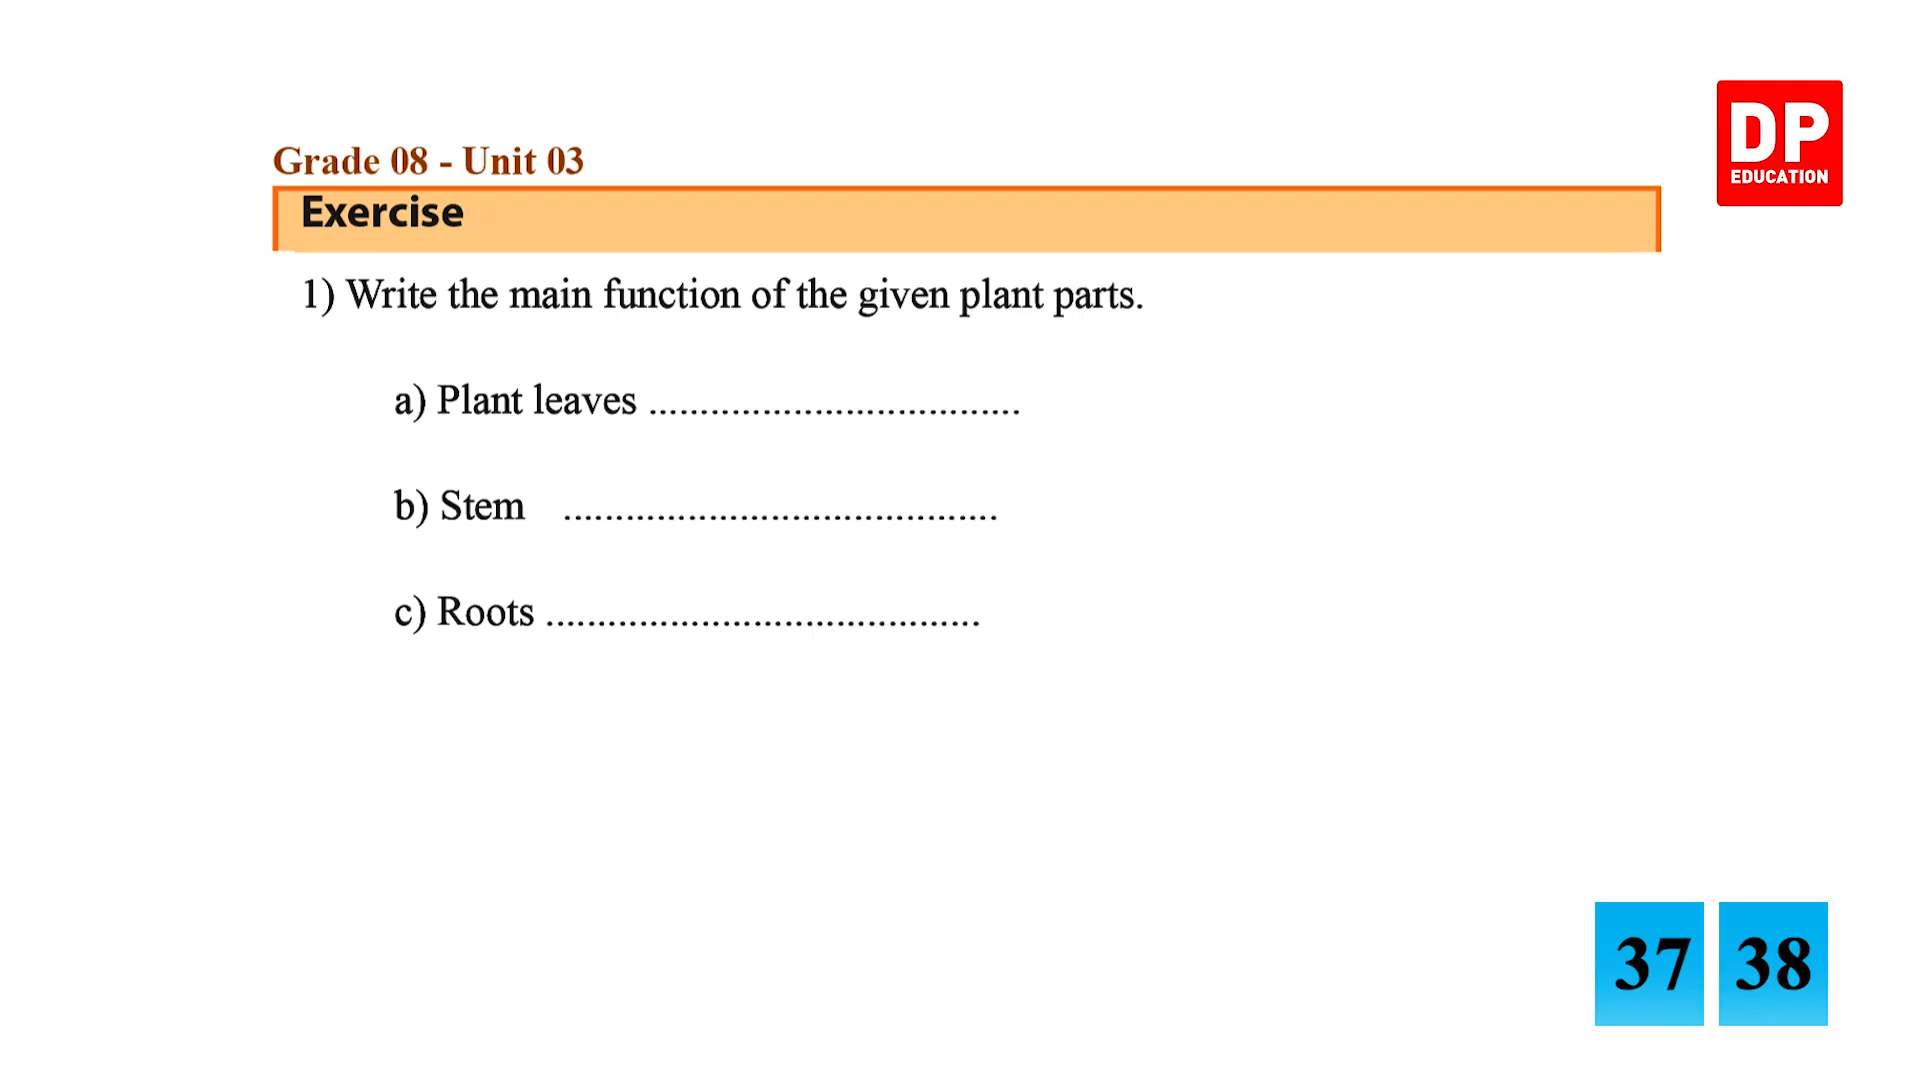 DP
EDUCATION
Grade 08 - Unit 03
Exercise
1) Write the main function of the given plant parts.
a) Plant leaves ....................................
b) Stem ..........................................
c) Roots ..........................................
37 38